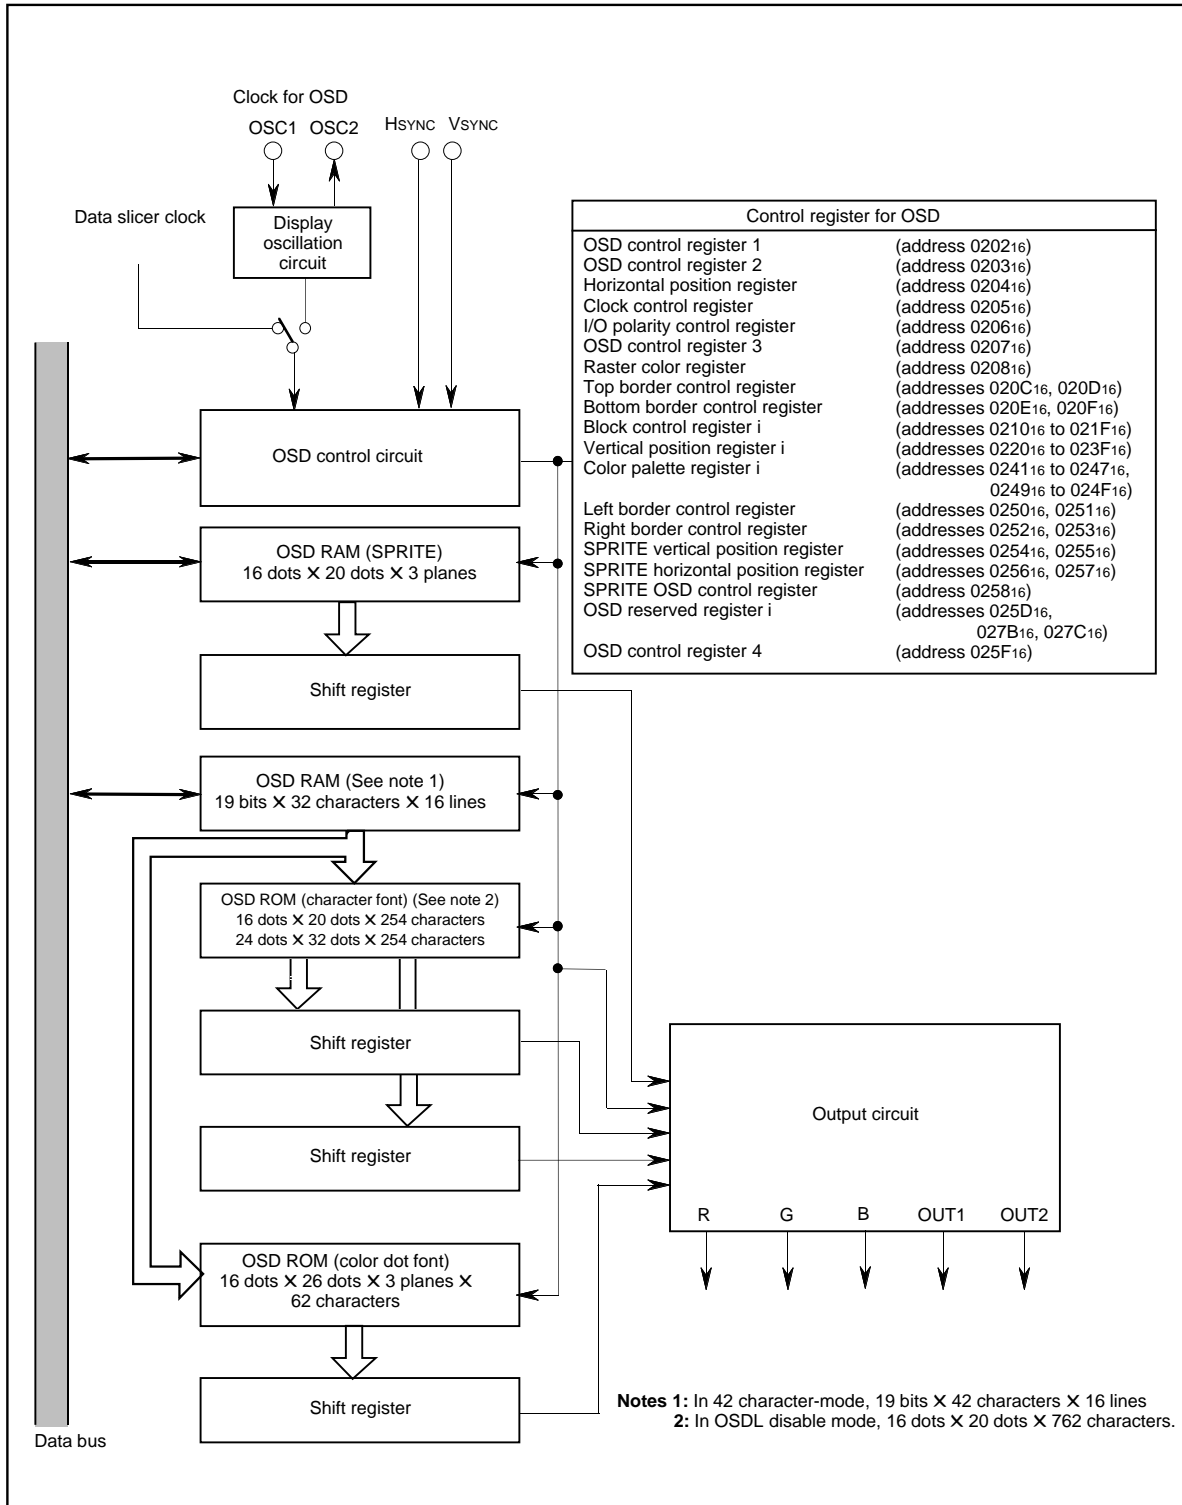 Clock for OSD
OSC1 OSC2 HSYNC VSYNC
Data slicer clock
Display
oscillation
circuit
Control register for OSD
OSD control register 1 (address 0202₁₆)
OSD control register 2 (address 0203₁₆)
Horizontal position register (address 0204₁₆)
Clock control register (address 0205₁₆)
I/O polarity control register (address 0206₁₆)
OSD control register 3 (address 0207₁₆)
Raster color register (address 0208₁₆)
Top border control register (addresses 020C₁₆, 020D₁₆)
Bottom border control register (addresses 020E₁₆, 020F₁₆)
Block control register i (addresses 0210₁₆ to 021F₁₆)
Vertical position register i (addresses 0220₁₆ to 023F₁₆)
Color palette register i (addresses 0241₁₆ to 0247₁₆,
0249₁₆ to 024F₁₆)
Left border control register (addresses 0250₁₆, 0251₁₆)
Right border control register (addresses 0252₁₆, 0253₁₆)
SPRITE vertical position register (addresses 0254₁₆, 0255₁₆)
SPRITE horizontal position register (addresses 0256₁₆, 0257₁₆)
SPRITE OSD control register (address 0258₁₆)
OSD reserved register i (addresses 025D₁₆,
027B₁₆, 027C₁₆)
OSD control register 4 (address 025F₁₆)
OSD control circuit
OSD RAM (SPRITE)
16 dots × 20 dots × 3 planes
Shift register
OSD RAM (See note 1)
19 bits × 32 characters × 16 lines
OSD ROM (character font) (See note 2)
16 dots × 20 dots × 254 characters
24 dots × 32 dots × 254 characters
Shift register
Shift register
Output circuit
R G B OUT1 OUT2
OSD ROM (color dot font)
16 dots × 26 dots × 3 planes ×
62 characters
Shift register
Data bus
Notes 1: In 42 character-mode, 19 bits × 42 characters × 16 lines
2: In OSDL disable mode, 16 dots × 20 dots × 762 characters.